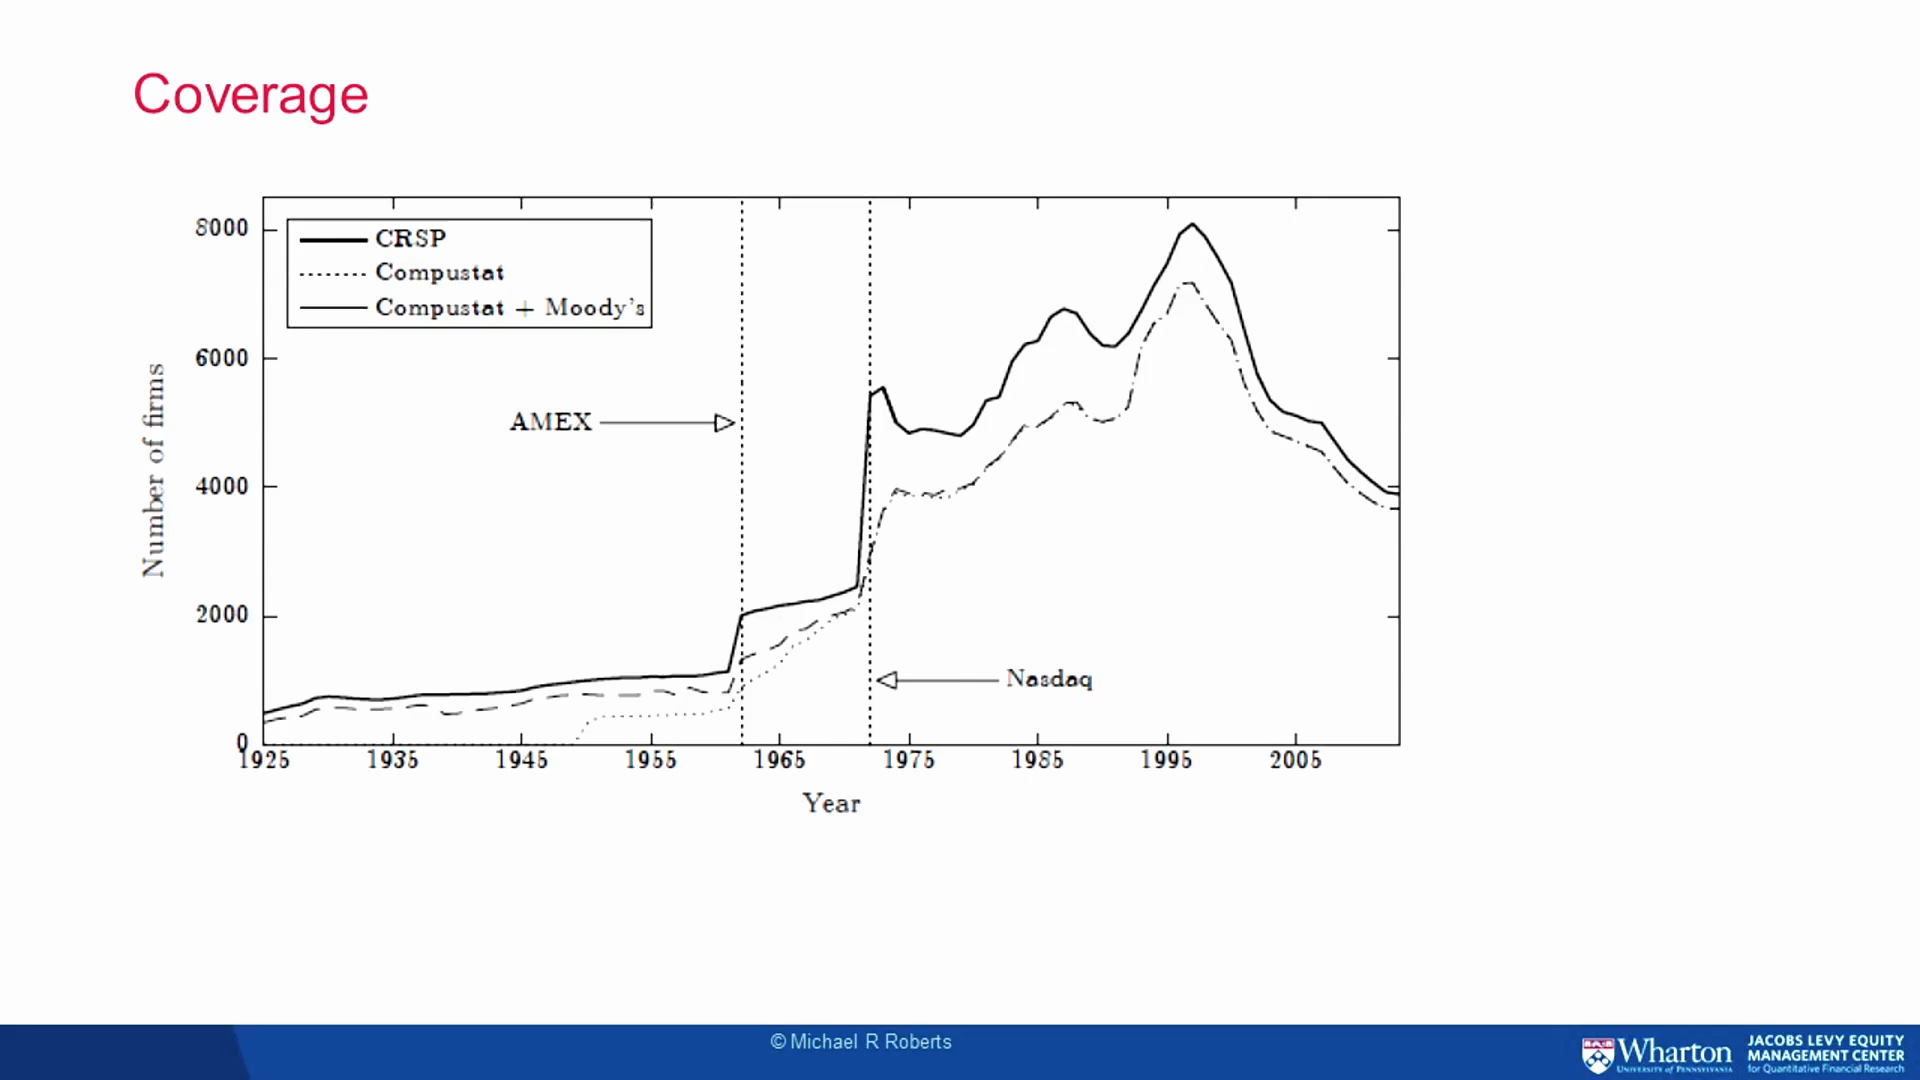 Coverage
8000
6000
4000
2000
0
Number of firms
CRSP
Compustat
Compustat + Moody's
AMEX
Nasdaq
1925 1935 1945 1955 1965 1975 1985 1995 2005
Year
© Michael R Roberts
Wharton
UNIVERSITY of PENNSYLVANIA
JACOBS LEVY EQUITY
MANAGEMENT CENTER
for Quantitative Financial Research